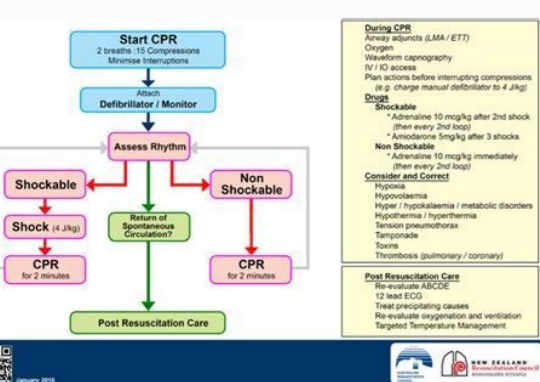 Start CPR
2 breaths :15 Compressions
Minimise Interruptions
Attach
Defibrillator / Monitor
Assess Rhythm
Shockable
Non
Shockable
Shock (4 J/kg)
Return of
Spontaneous
Circulation?
CPR
for 2 minutes
CPR
for 2 minutes
Post Resuscitation Care
During CPR
Airway adjuncts (LMA / ETT)
Oxygen
Waveform capnography
IV / IO access
Plan actions before interrupting compressions
(e.g. charge manual defibrillator to 4 J/kg)
Drugs
Shockable
* Adrenaline 10 mcg/kg after 2nd shock
(then every 2nd loop)
* Amiodarone 5mg/kg after 3 shocks
Non Shockable
* Adrenaline 10 mcg/kg immediately
(then every 2nd loop)
Consider and Correct
Hypoxia
Hypovolaemia
Hyper / hypokalaemia / metabolic disorders
Hypothermia / hyperthermia
Tension pneumothorax
Tamponade
Toxins
Thrombosis (pulmonary / coronary)
Post Resuscitation Care
Re-evaluate ABCDE
12 lead ECG
Treat precipitating causes
Re-evaluate oxygenation and ventilation
Targeted Temperature Management
January 2016
AUSTRALIAN
RESUSCITATION
COUNCIL
NEW ZEALAND
Resuscitation Council